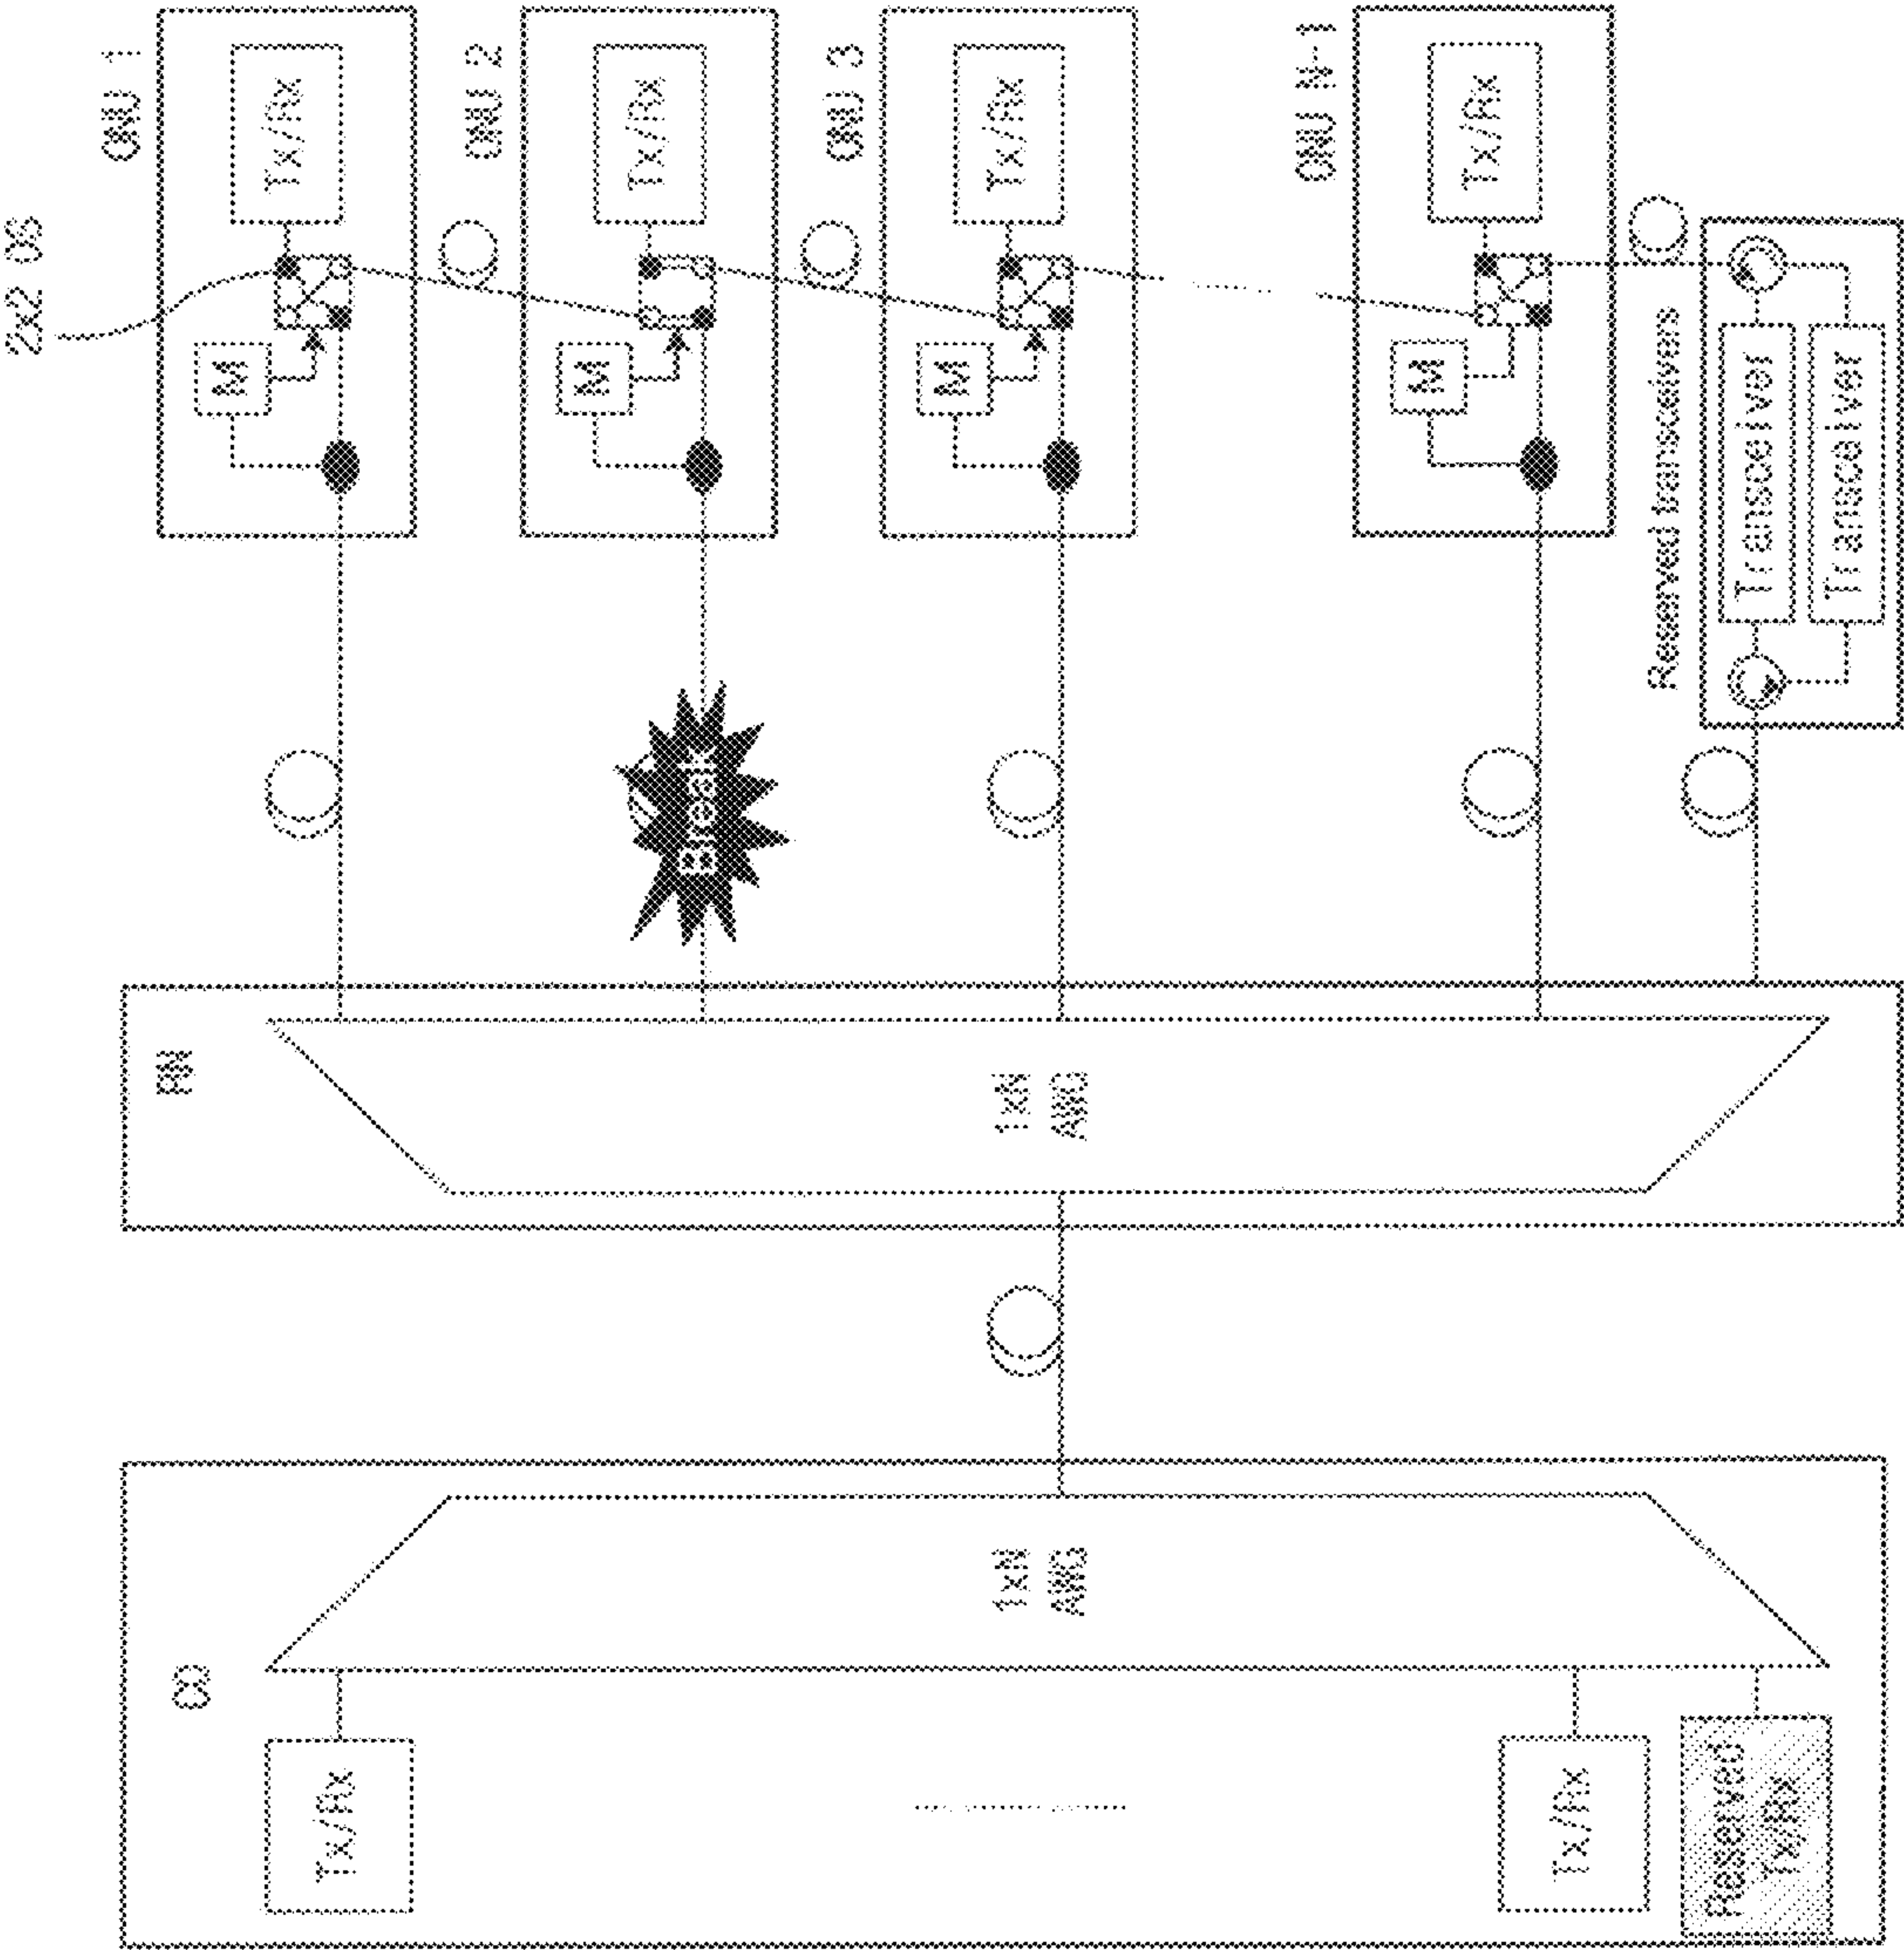 2x2 OS
ONU 1
Tx/Rx
M
ONU 2
Tx/Rx
M
ONU 3
Tx/Rx
M
ONU N-1
Tx/Rx
M
Reserved transceivers
Transceiver
Transceiver
Break
RN
1xN
AWG
CO
1xN
AWG
Tx/Rx
Tx/Rx
Reserved
Tx/Rx